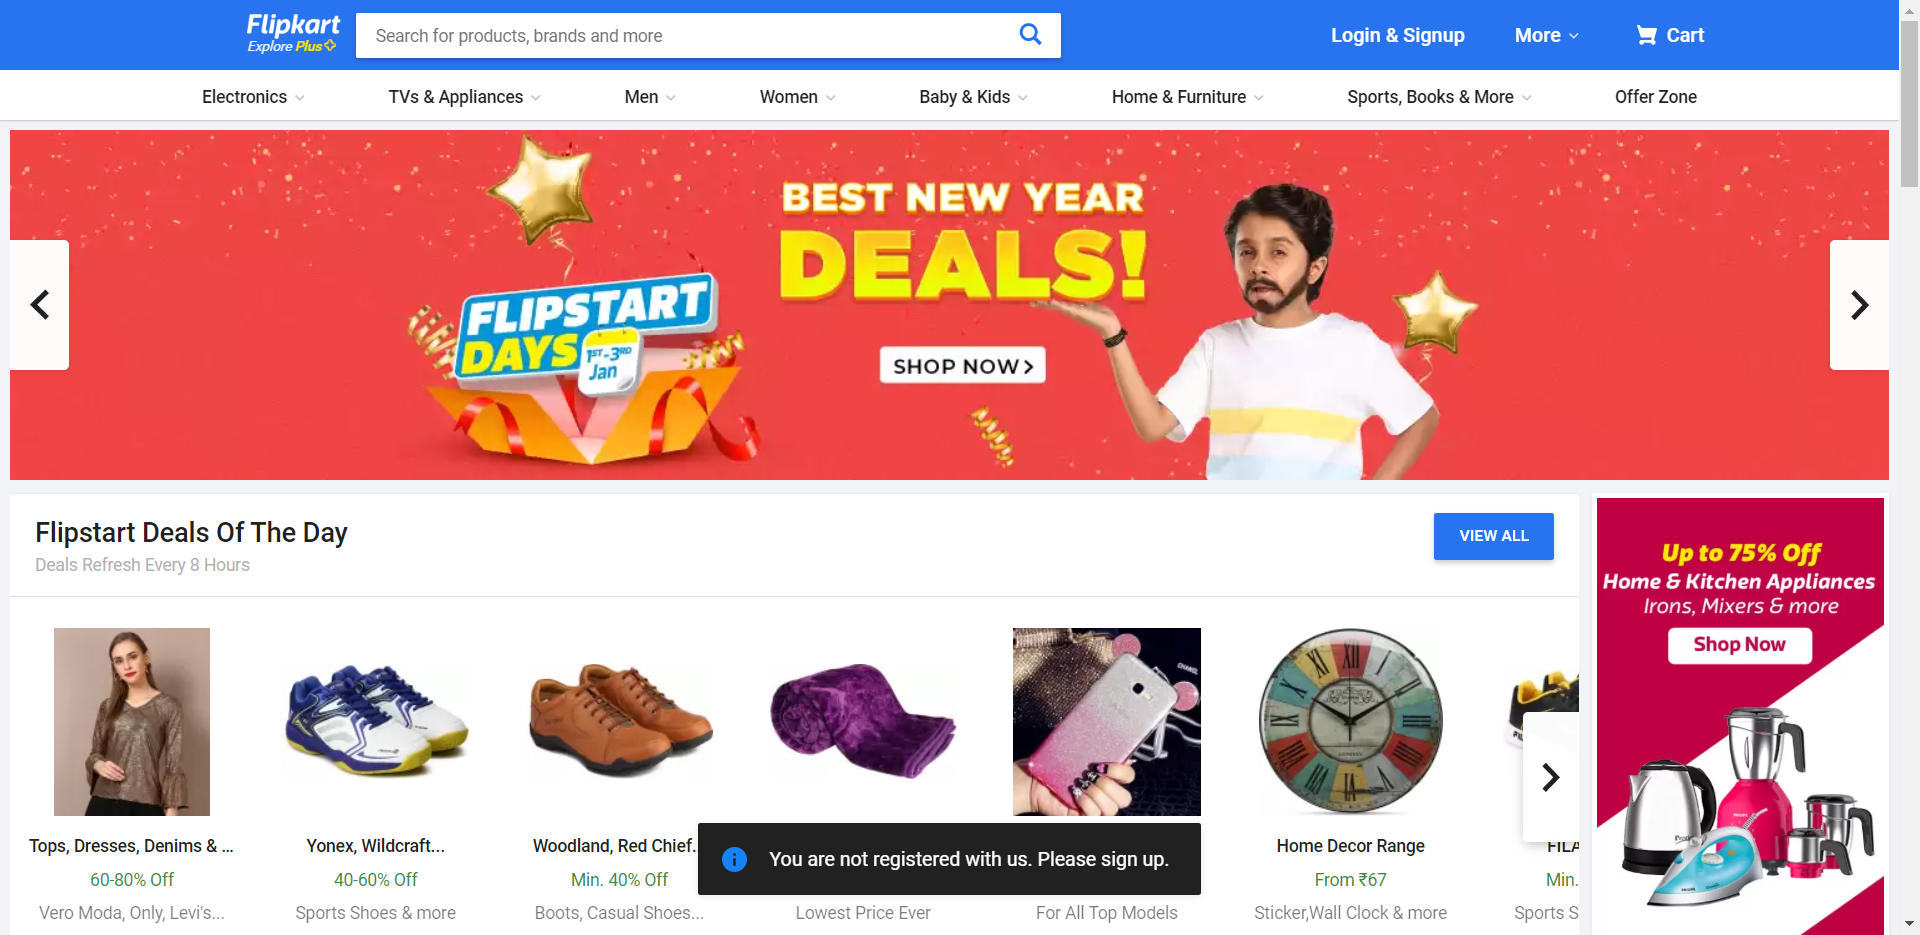 Flipkart
Explore Plus
Search for products, brands and more
Login & Signup
More
Cart
Electronics
TVs & Appliances
Men
Women
Baby & Kids
Home & Furniture
Sports, Books & More
Offer Zone
BEST NEW YEAR
DEALS!
FLIPSTART
DAYS
1ST-3RD
Jan
SHOP NOW
Flipstart Deals Of The Day
Deals Refresh Every 8 Hours
VIEW ALL
Up to 75% Off
Home & Kitchen Appliances
Irons, Mixers & more
Shop Now
CHANEL
Tops, Dresses, Denims & ...
60-80% Off
Vero Moda, Only, Levi's...
Yonex, Wildcraft...
40-60% Off
Sports Shoes & more
Woodland, Red Chief.
Min. 40% Off
Boots, Casual Shoes...
Lowest Price Ever
For All Top Models
Home Decor Range
From ₹67
Sticker,Wall Clock & more
FILA
Min.
Sports S
You are not registered with us. Please sign up.